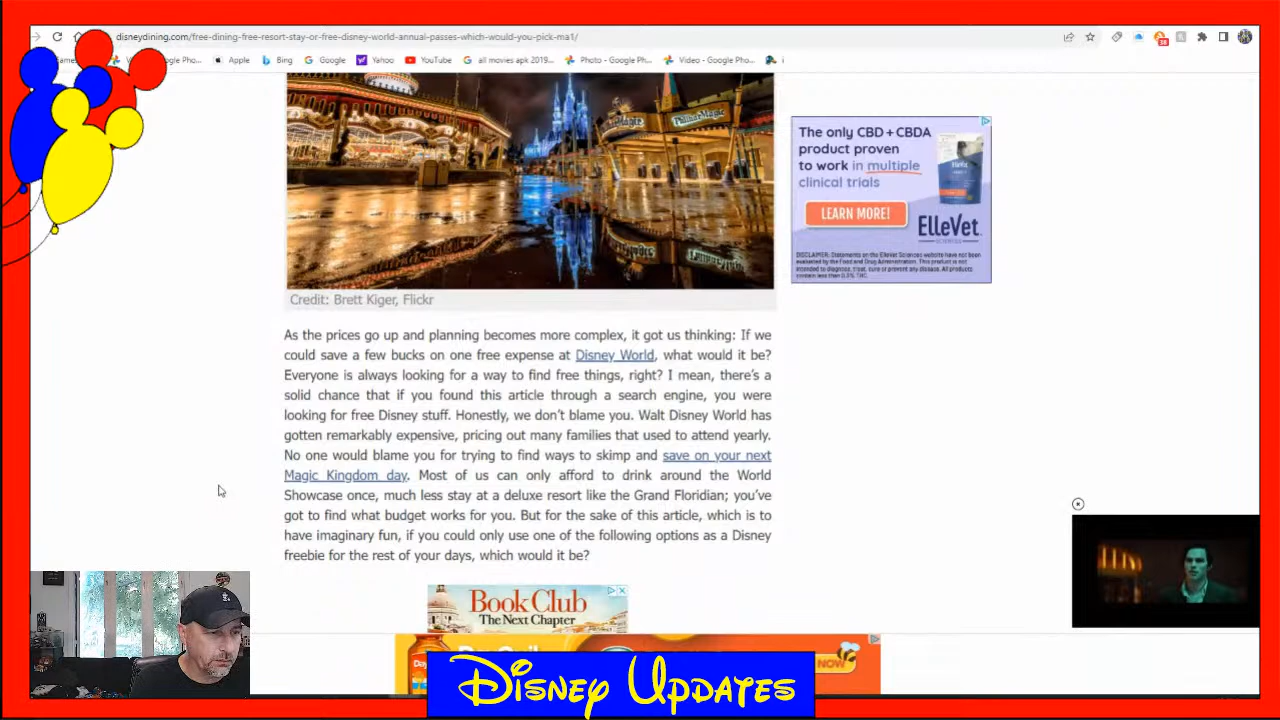 disneydining.com/free-dining-free-resort-stay-or-free-disney-world-annual-passes-which-would-you-pick-ma1/
Apple
Bing
Google
Yahoo
YouTube
all movies apk 2019...
Photo - Google Ph...
Video - Google Pho...
PhilharMagic
Credit: Brett Kiger, Flickr
The only CBD + CBDA
product proven
to work in multiple
clinical trials
LEARN MORE!
ElleVet
As the prices go up and planning becomes more complex, it got us thinking: If we
could save a few bucks on one free expense at Disney World, what would it be?
Everyone is always looking for a way to find free things, right? I mean, there's a
solid chance that if you found this article through a search engine, you were
looking for free Disney stuff. Honestly, we don't blame you. Walt Disney World has
gotten remarkably expensive, pricing out many families that used to attend yearly.
No one would blame you for trying to find ways to skimp and save on your next
Magic Kingdom day. Most of us can only afford to drink around the World
Showcase once, much less stay at a deluxe resort like the Grand Floridian; you've
got to find what budget works for you. But for the sake of this article, which is to
have imaginary fun, if you could only use one of the following options as a Disney
freebie for the rest of your days, which would it be?
Book Club
The Next Chapter
NOW
Disney Updates